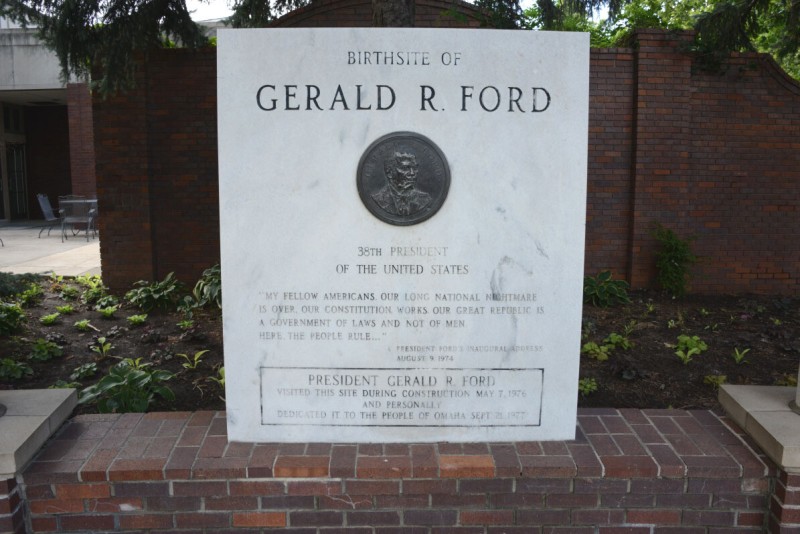 BIRTHSITE OF
GERALD R. FORD
38TH PRESIDENT
OF THE UNITED STATES
"MY FELLOW AMERICANS, OUR LONG NATIONAL NIGHTMARE
IS OVER. OUR CONSTITUTION WORKS. OUR GREAT REPUBLIC IS
A GOVERNMENT OF LAWS AND NOT OF MEN.
HERE, THE PEOPLE RULE..."
PRESIDENT FORD'S INAUGURAL ADDRESS
AUGUST 9, 1974
PRESIDENT GERALD R. FORD
VISITED THIS SITE DURING CONSTRUCTION MAY 7, 1976
AND PERSONALLY
DEDICATED IT TO THE PEOPLE OF OMAHA SEPT. 21, 1977